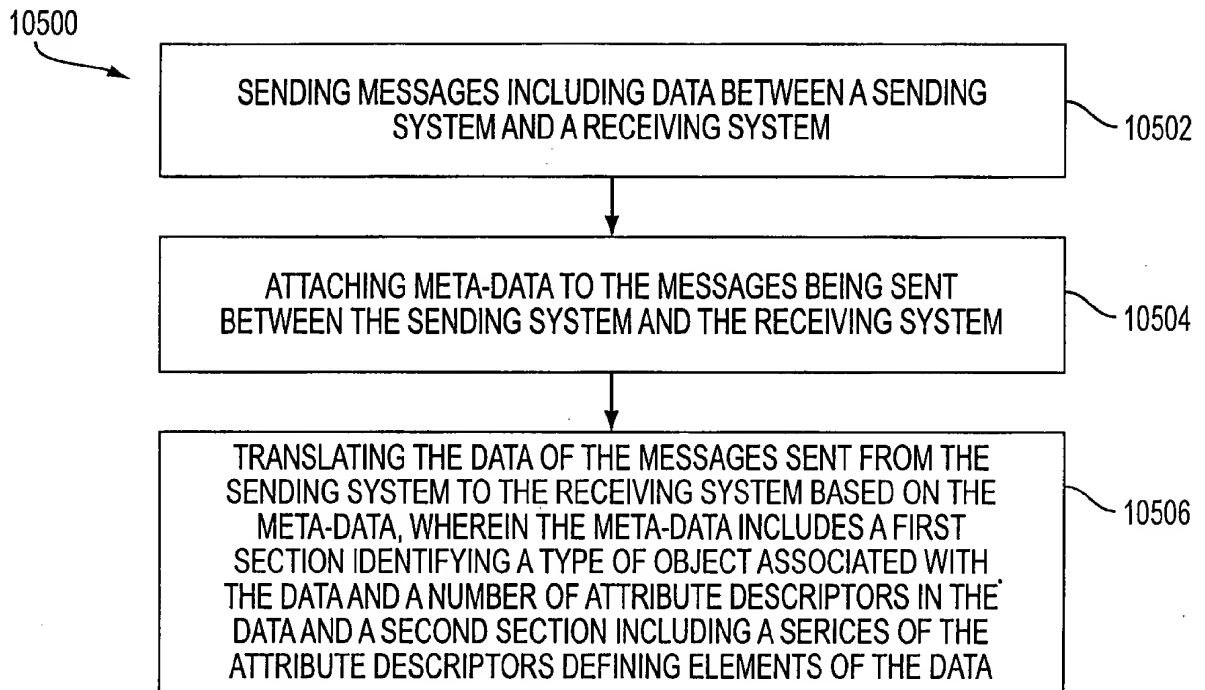 10500
SENDING MESSAGES INCLUDING DATA BETWEEN A SENDING
SYSTEM AND A RECEIVING SYSTEM
10502
ATTACHING META-DATA TO THE MESSAGES BEING SENT
BETWEEN THE SENDING SYSTEM AND THE RECEIVING SYSTEM
10504
TRANSLATING THE DATA OF THE MESSAGES SENT FROM THE
SENDING SYSTEM TO THE RECEIVING SYSTEM BASED ON THE
META-DATA, WHEREIN THE META-DATA INCLUDES A FIRST
SECTION IDENTIFYING A TYPE OF OBJECT ASSOCIATED WITH
THE DATA AND A NUMBER OF ATTRIBUTE DESCRIPTORS IN THE
DATA AND A SECOND SECTION INCLUDING A SERICES OF THE
ATTRIBUTE DESCRIPTORS DEFINING ELEMENTS OF THE DATA
10506